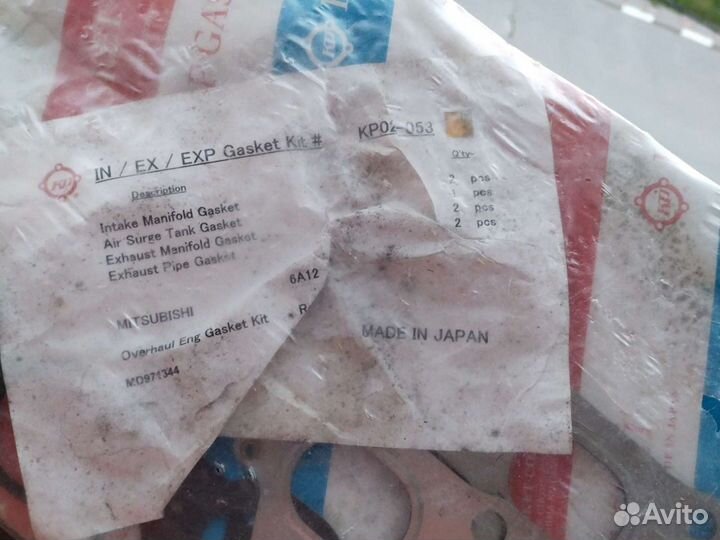 IN / EX / EXP Gasket Kit # KP02-053
Description Q'ty
Intake Manifold Gasket 2 pcs
Air Surge Tank Gasket 1 pcs
Exhaust Manifold Gasket 2 pcs
Exhaust Pipe Gasket 2 pcs
MITSUBISHI 6A12
Overhaul Eng Gasket Kit
MD971344
MADE IN JAPAN
Avito